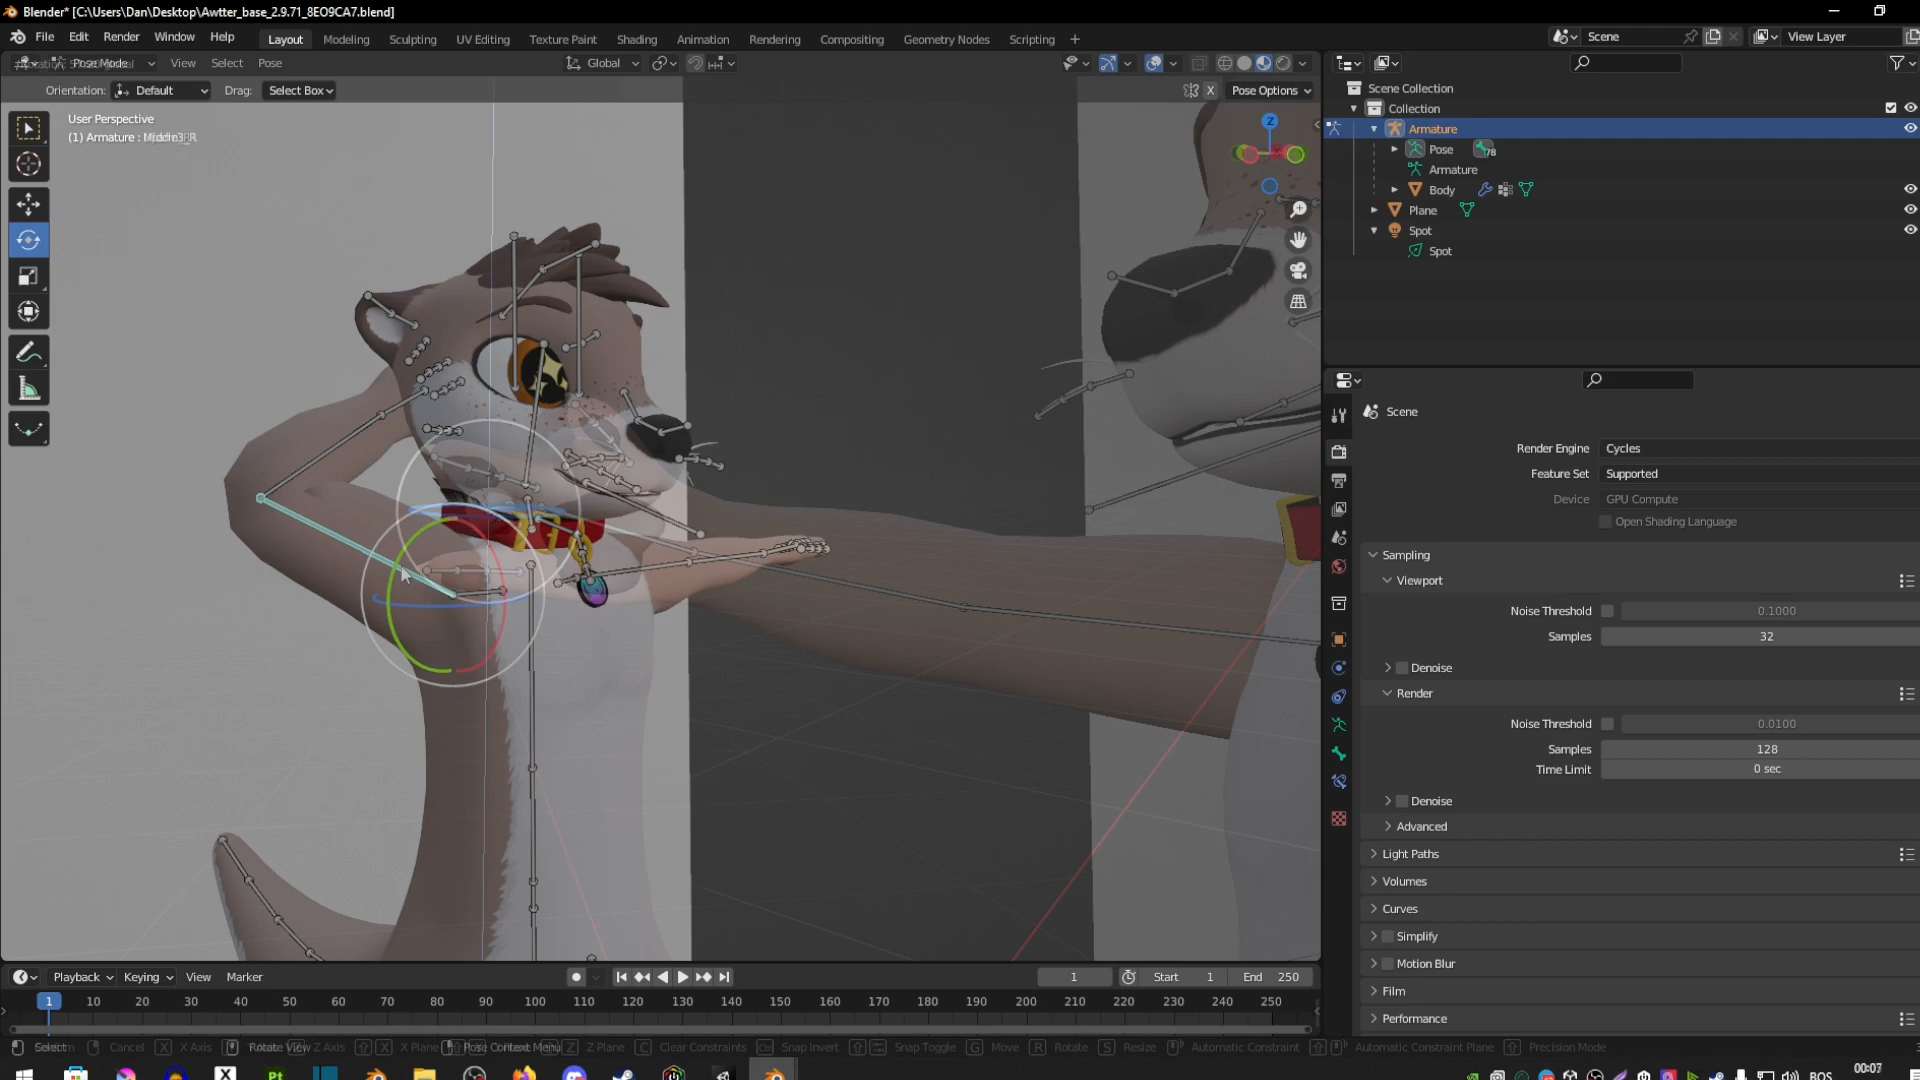 Blender* [C:\Users\Dan\Desktop\Awtter_base_2.9.71_8EO9CA7.blend]
File Edit Render Window Help Layout Modeling Sculpting UV Editing Texture Paint Shading Animation Rendering Compositing Geometry Nodes Scripting + Scene View Layer
Pose Mode View Select Pose Global
Orientation: Default Drag: Select Box X Pose Options
User Perspective
(1) Armature :
Z
Scene Collection
Collection
Armature
Pose 78
Armature
Body
Plane
Spot
Spot
Scene
Render Engine Cycles
Feature Set Supported
Device GPU Compute
Open Shading Language
Sampling
Viewport
Noise Threshold 0.1000
Samples 32
Denoise
Render
Noise Threshold 0.0100
Samples 128
Time Limit 0 sec
Denoise
Advanced
Light Paths
Volumes
Curves
Simplify
Motion Blur
Film
Performance
Playback Keying View Marker 1 Start 1 End 250
1 10 20 30 40 50 60 70 80 90 100 110 120 130 140 150 160 170 180 190 200 210 220 230 240 250
Cancel X X Axis Rotate View Z Axis X X Plane Pose Context Menu Z Z Plane C Clear Constraints Snap Invert Snap Toggle G Move R Rotate S Resize Automatic Constraint Automatic Constraint Plane Precision Mode
X Pt BOS 00:07